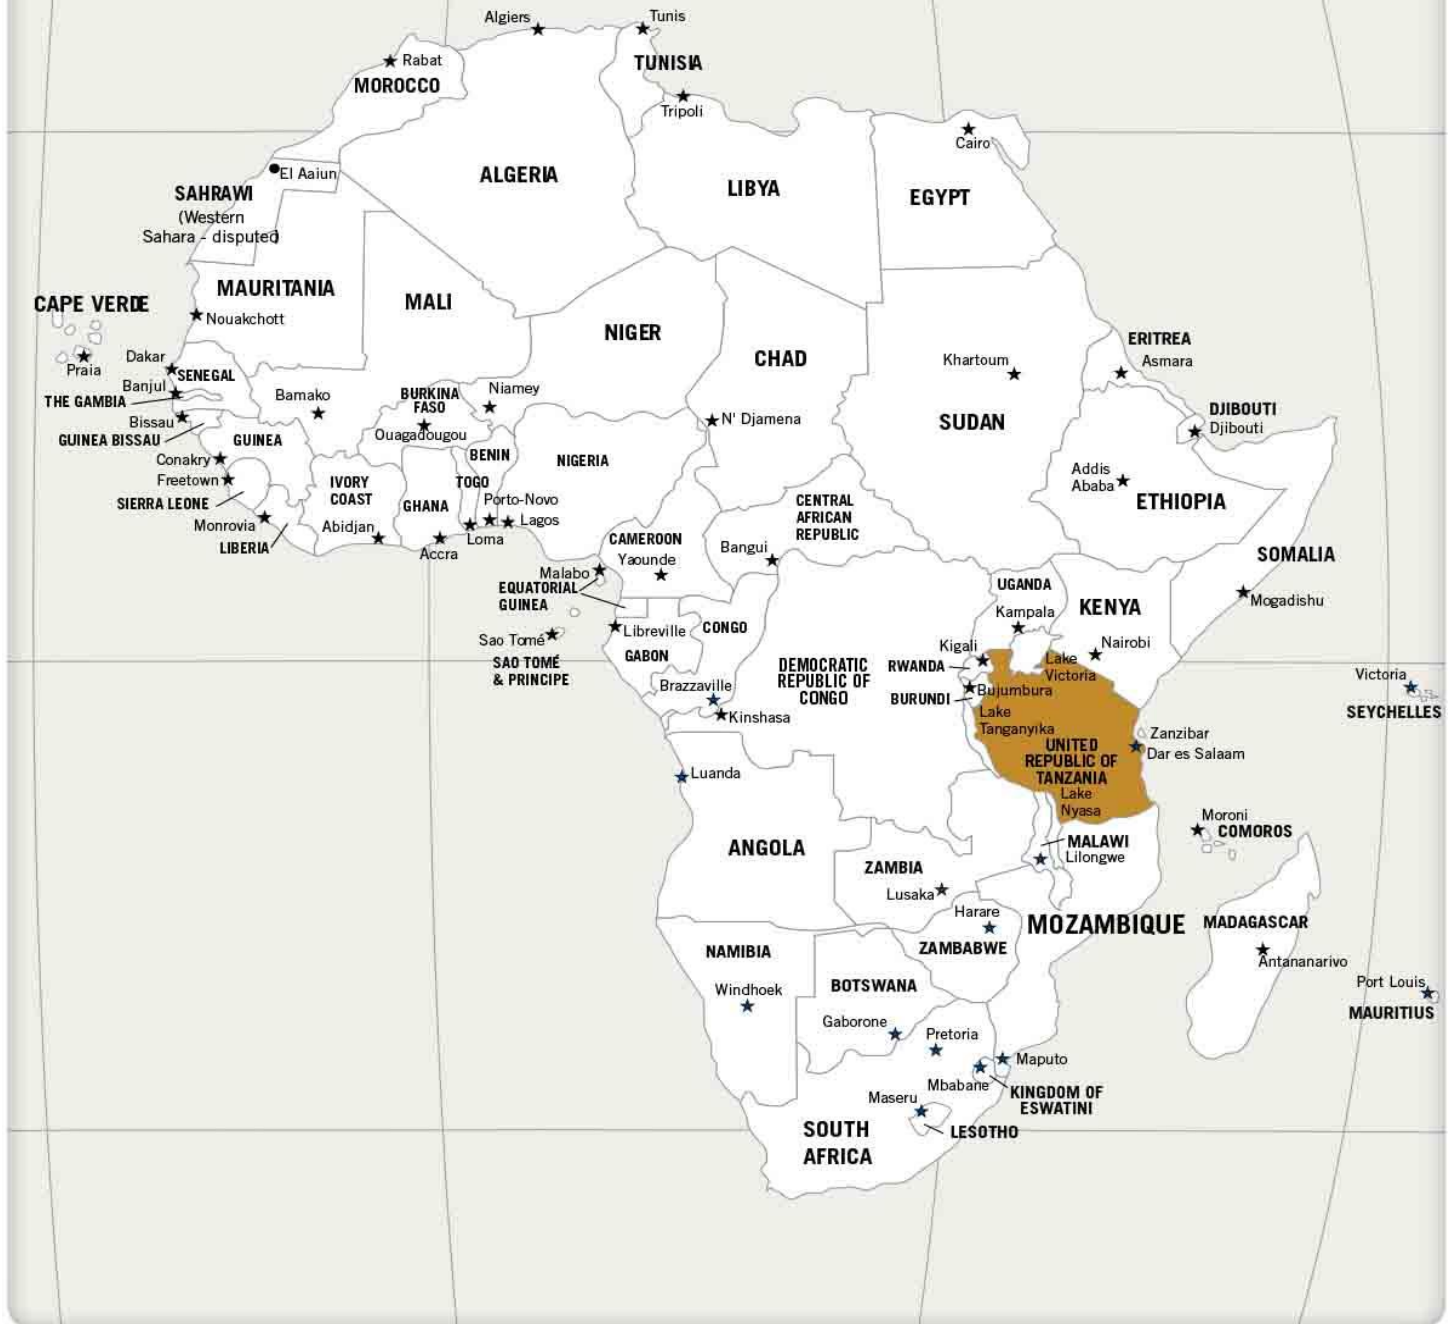 Algiers
Tunis
Rabat
TUNISIA
MOROCCO
Tripoli
Cairo
El Aaiun
ALGERIA
LIBYA
EGYPT
SAHRAWI
(Western
Sahara - disputed)
MAURITANIA
MALI
CAPE VERDE
Nouakchott
NIGER
CHAD
ERITREA
Khartoum
Asmara
Praia
Dakar
SENEGAL
Banjul
THE GAMBIA
Bamako
BURKINA
FASO
Niamey
Bissau
GUINEA BISSAU
GUINEA
Ouagadougou
N' Djamena
SUDAN
DJIBOUTI
Djibouti
Conakry
Freetown
SIERRA LEONE
IVORY
COAST
BENIN
TOGO
NIGERIA
Addis
Ababa
ETHIOPIA
GHANA
Porto-Novo
Lagos
CENTRAL
AFRICAN
REPUBLIC
Monrovia
LIBERIA
Abidjan
Loma
Accra
CAMEROON
Yaounde
Bangui
SOMALIA
Malabo
EQUATORIAL
GUINEA
UGANDA
KENYA
Mogadishu
Kampala
Sao Tomé
Libreville
CONGO
Nairobi
SAO TOMÉ
& PRINCIPE
GABON
Kigali
RWANDA
Lake
Victoria
DEMOCRATIC
REPUBLIC OF
CONGO
Brazzaville
Kinshasa
BURUNDI
Bujumbura
Victoria
SEYCHELLES
Lake
Tanganyika
UNITED
REPUBLIC OF
TANZANIA
Zanzibar
Dar es Salaam
Luanda
Lake
Nyasa
Moroni
COMOROS
ANGOLA
MALAWI
Lilongwe
ZAMBIA
Lusaka
Harare
MOZAMBIQUE
MADAGASCAR
NAMIBIA
ZAMBABWE
Antananarivo
Windhoek
BOTSWANA
Port Louis
MAURITIUS
Gaborone
Pretoria
Maputo
Mbabane
Maseru
KINGDOM OF
ESWATINI
SOUTH
AFRICA
LESOTHO